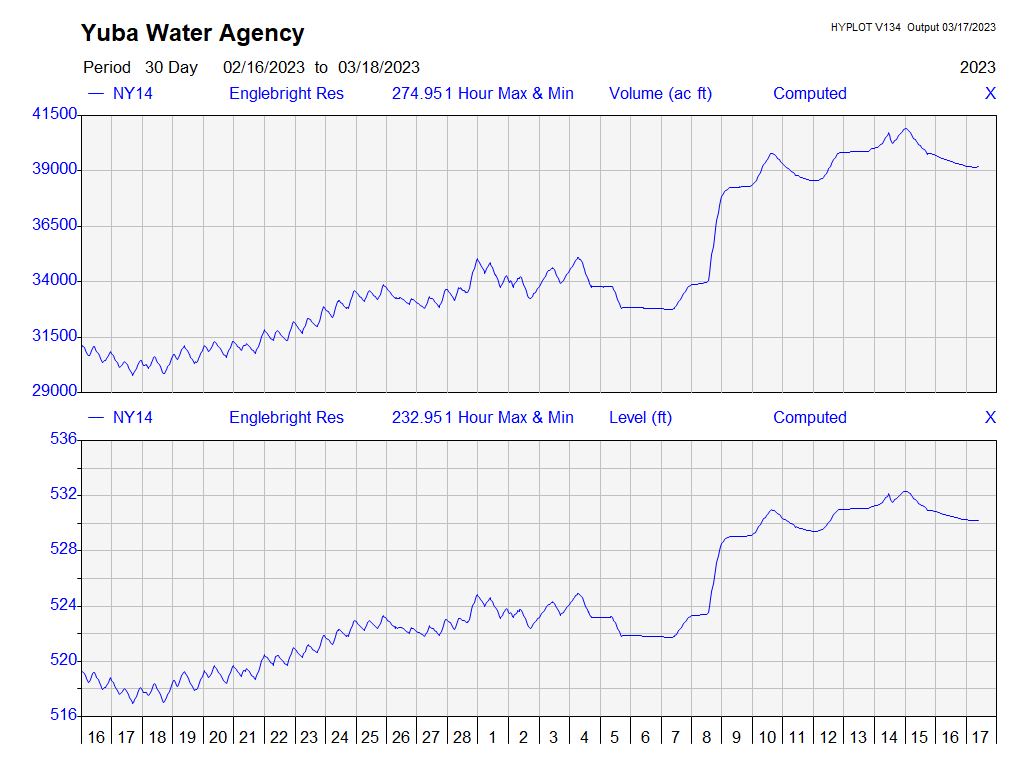 Yuba Water Agency
HYPLOT V134 Output 03/17/2023
Period 30 Day 02/16/2023 to 03/18/2023 2023
NY14 Englebright Res 274.951 Hour Max & Min Volume (ac ft) Computed X
41500
39000
36500
34000
31500
29000
NY14 Englebright Res 232.951 Hour Max & Min Level (ft) Computed X
536
532
528
524
520
516
16 17 18 19 20 21 22 23 24 25 26 27 28 1 2 3 4 5 6 7 8 9 10 11 12 13 14 15 16 17